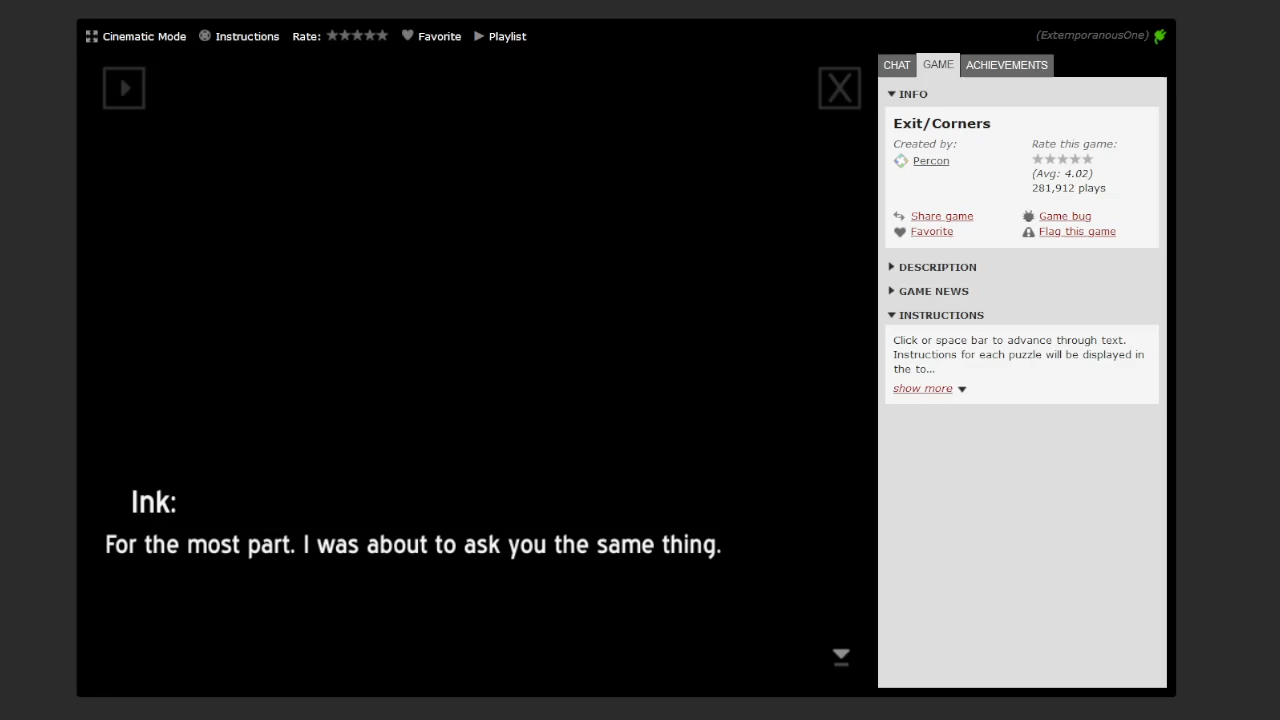 Cinematic Mode Instructions Rate: Favorite Playlist (ExtemporanousOne)
CHAT GAME ACHIEVEMENTS
INFO
Exit/Corners
Created by: Rate this game:
Percon
(Avg: 4.02)
281,912 plays
Share game Game bug
Favorite Flag this game
DESCRIPTION
GAME NEWS
INSTRUCTIONS
Click or space bar to advance through text.
Instructions for each puzzle will be displayed in
the to...
show more
X
Ink:
For the most part. I was about to ask you the same thing.